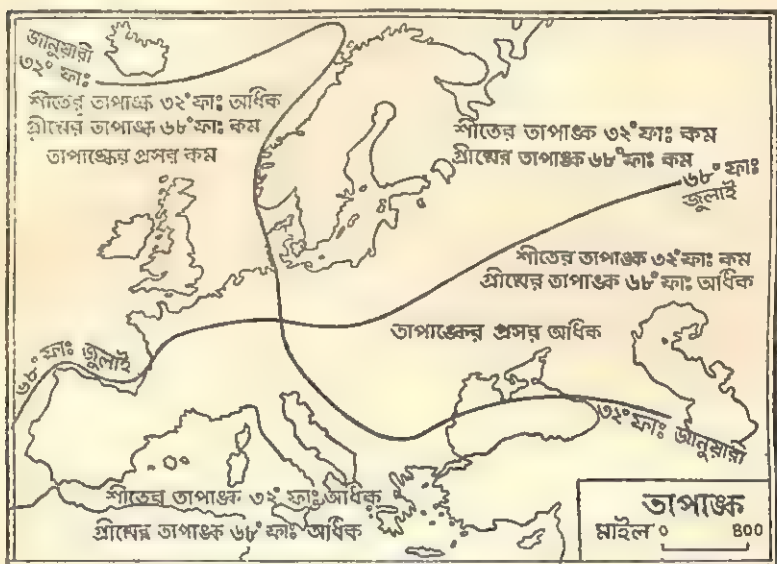 জানুয়ারী
৩২° ফাঃ
শীতের তাপাঙ্ক ৩২° ফাঃ অধিক
গ্রীষ্মের তাপাঙ্ক ৬৮° ফাঃ কম
তাপাঙ্কের প্রসর কম
শীতের তাপাঙ্ক ৩২° ফাঃ কম
গ্রীষ্মের তাপাঙ্ক ৬৮° ফাঃ কম
৬৮° ফাঃ
জুলাই
শীতের তাপাঙ্ক ৩২° ফাঃ কম
গ্রীষ্মের তাপাঙ্ক ৬৮° ফাঃ অধিক
তাপাঙ্কের প্রসর অধিক
৬৮° ফাঃ জুলাই
৩২° ফাঃ জানুয়ারী
শীতের তাপাঙ্ক ৩২° ফাঃ অধিক
গ্রীষ্মের তাপাঙ্ক ৬৮° ফাঃ অধিক
তাপাঙ্ক
মাইল ০ ৪০০